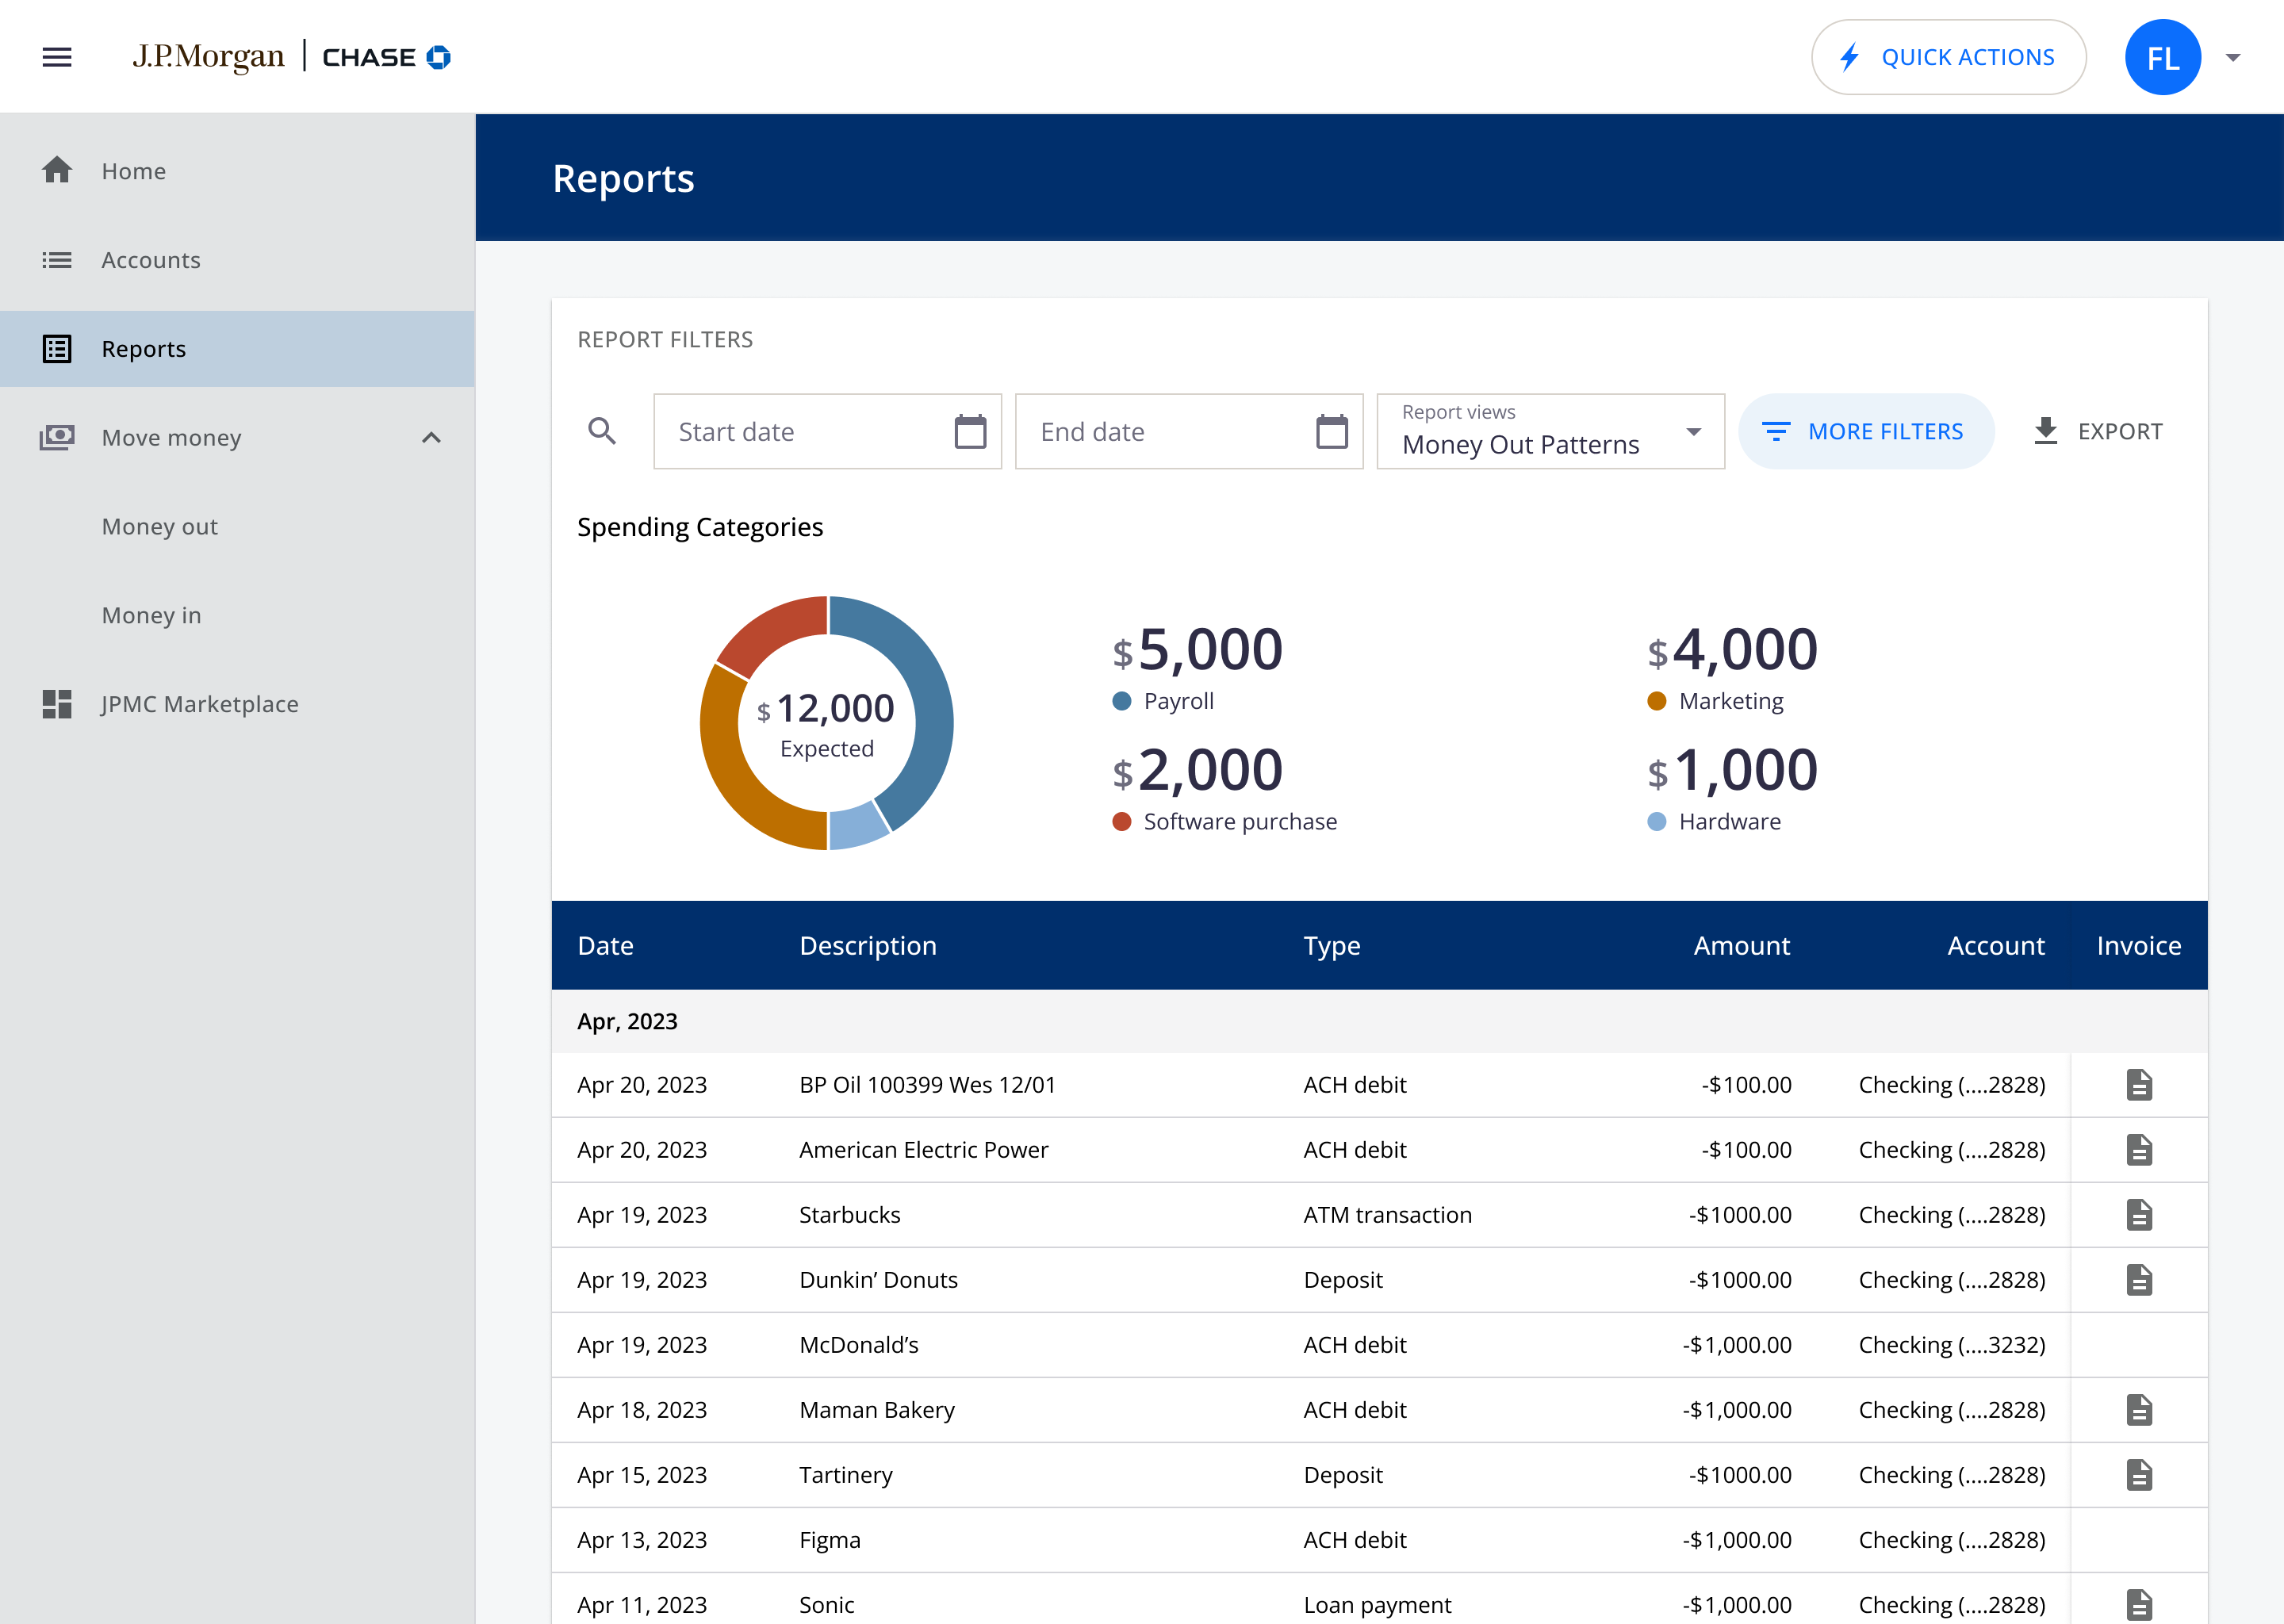 J.P.Morgan | CHASE
QUICK ACTIONS
FL
Home
Accounts
Reports
Move money
Money out
Money in
JPMC Marketplace
Reports
REPORT FILTERS
Start date
End date
Report views
Money Out Patterns
MORE FILTERS
EXPORT
Spending Categories
$12,000
Expected
$5,000
Payroll
$4,000
Marketing
$2,000
Software purchase
$1,000
Hardware
Date Description Type Amount Account Invoice
Apr, 2023
Apr 20, 2023 BP Oil 100399 Wes 12/01 ACH debit -$100.00 Checking (....2828)
Apr 20, 2023 American Electric Power ACH debit -$100.00 Checking (....2828)
Apr 19, 2023 Starbucks ATM transaction -$1000.00 Checking (....2828)
Apr 19, 2023 Dunkin’ Donuts Deposit -$1000.00 Checking (....2828)
Apr 19, 2023 McDonald’s ACH debit -$1,000.00 Checking (....3232)
Apr 18, 2023 Maman Bakery ACH debit -$1,000.00 Checking (....2828)
Apr 15, 2023 Tartinery Deposit -$1000.00 Checking (....2828)
Apr 13, 2023 Figma ACH debit -$1,000.00 Checking (....2828)
Apr 11, 2023 Sonic Loan payment -$1,000.00 Checking (....2828)